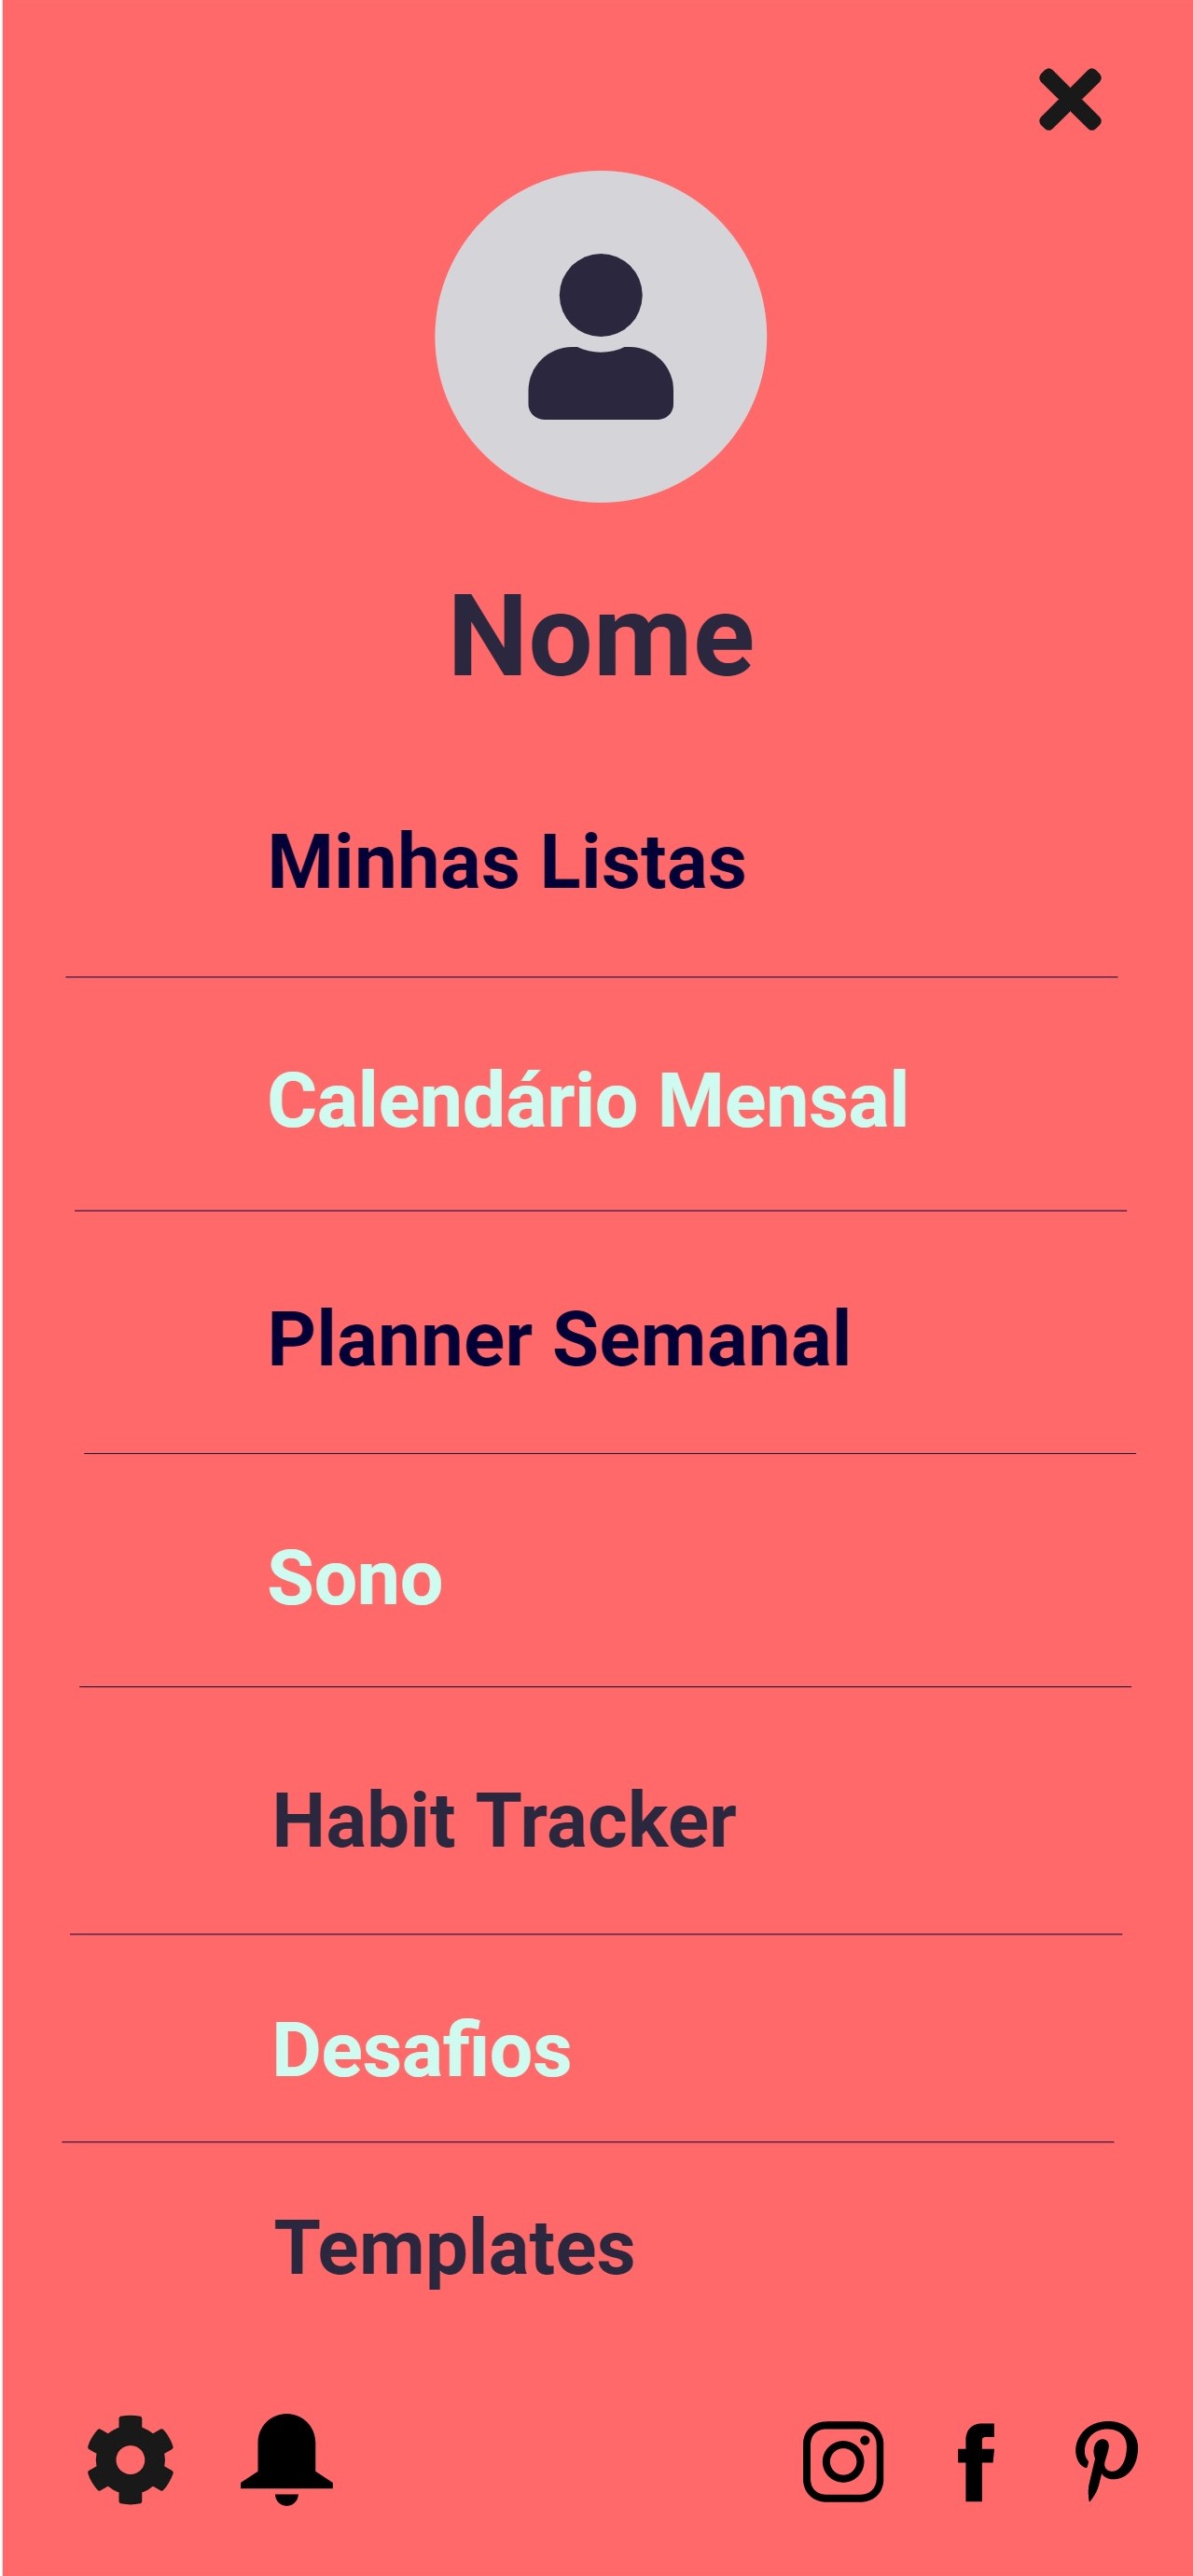 Nome
Minhas Listas
Calendário Mensal
Planner Semanal
Sono
Habit Tracker
Desafios
Templates